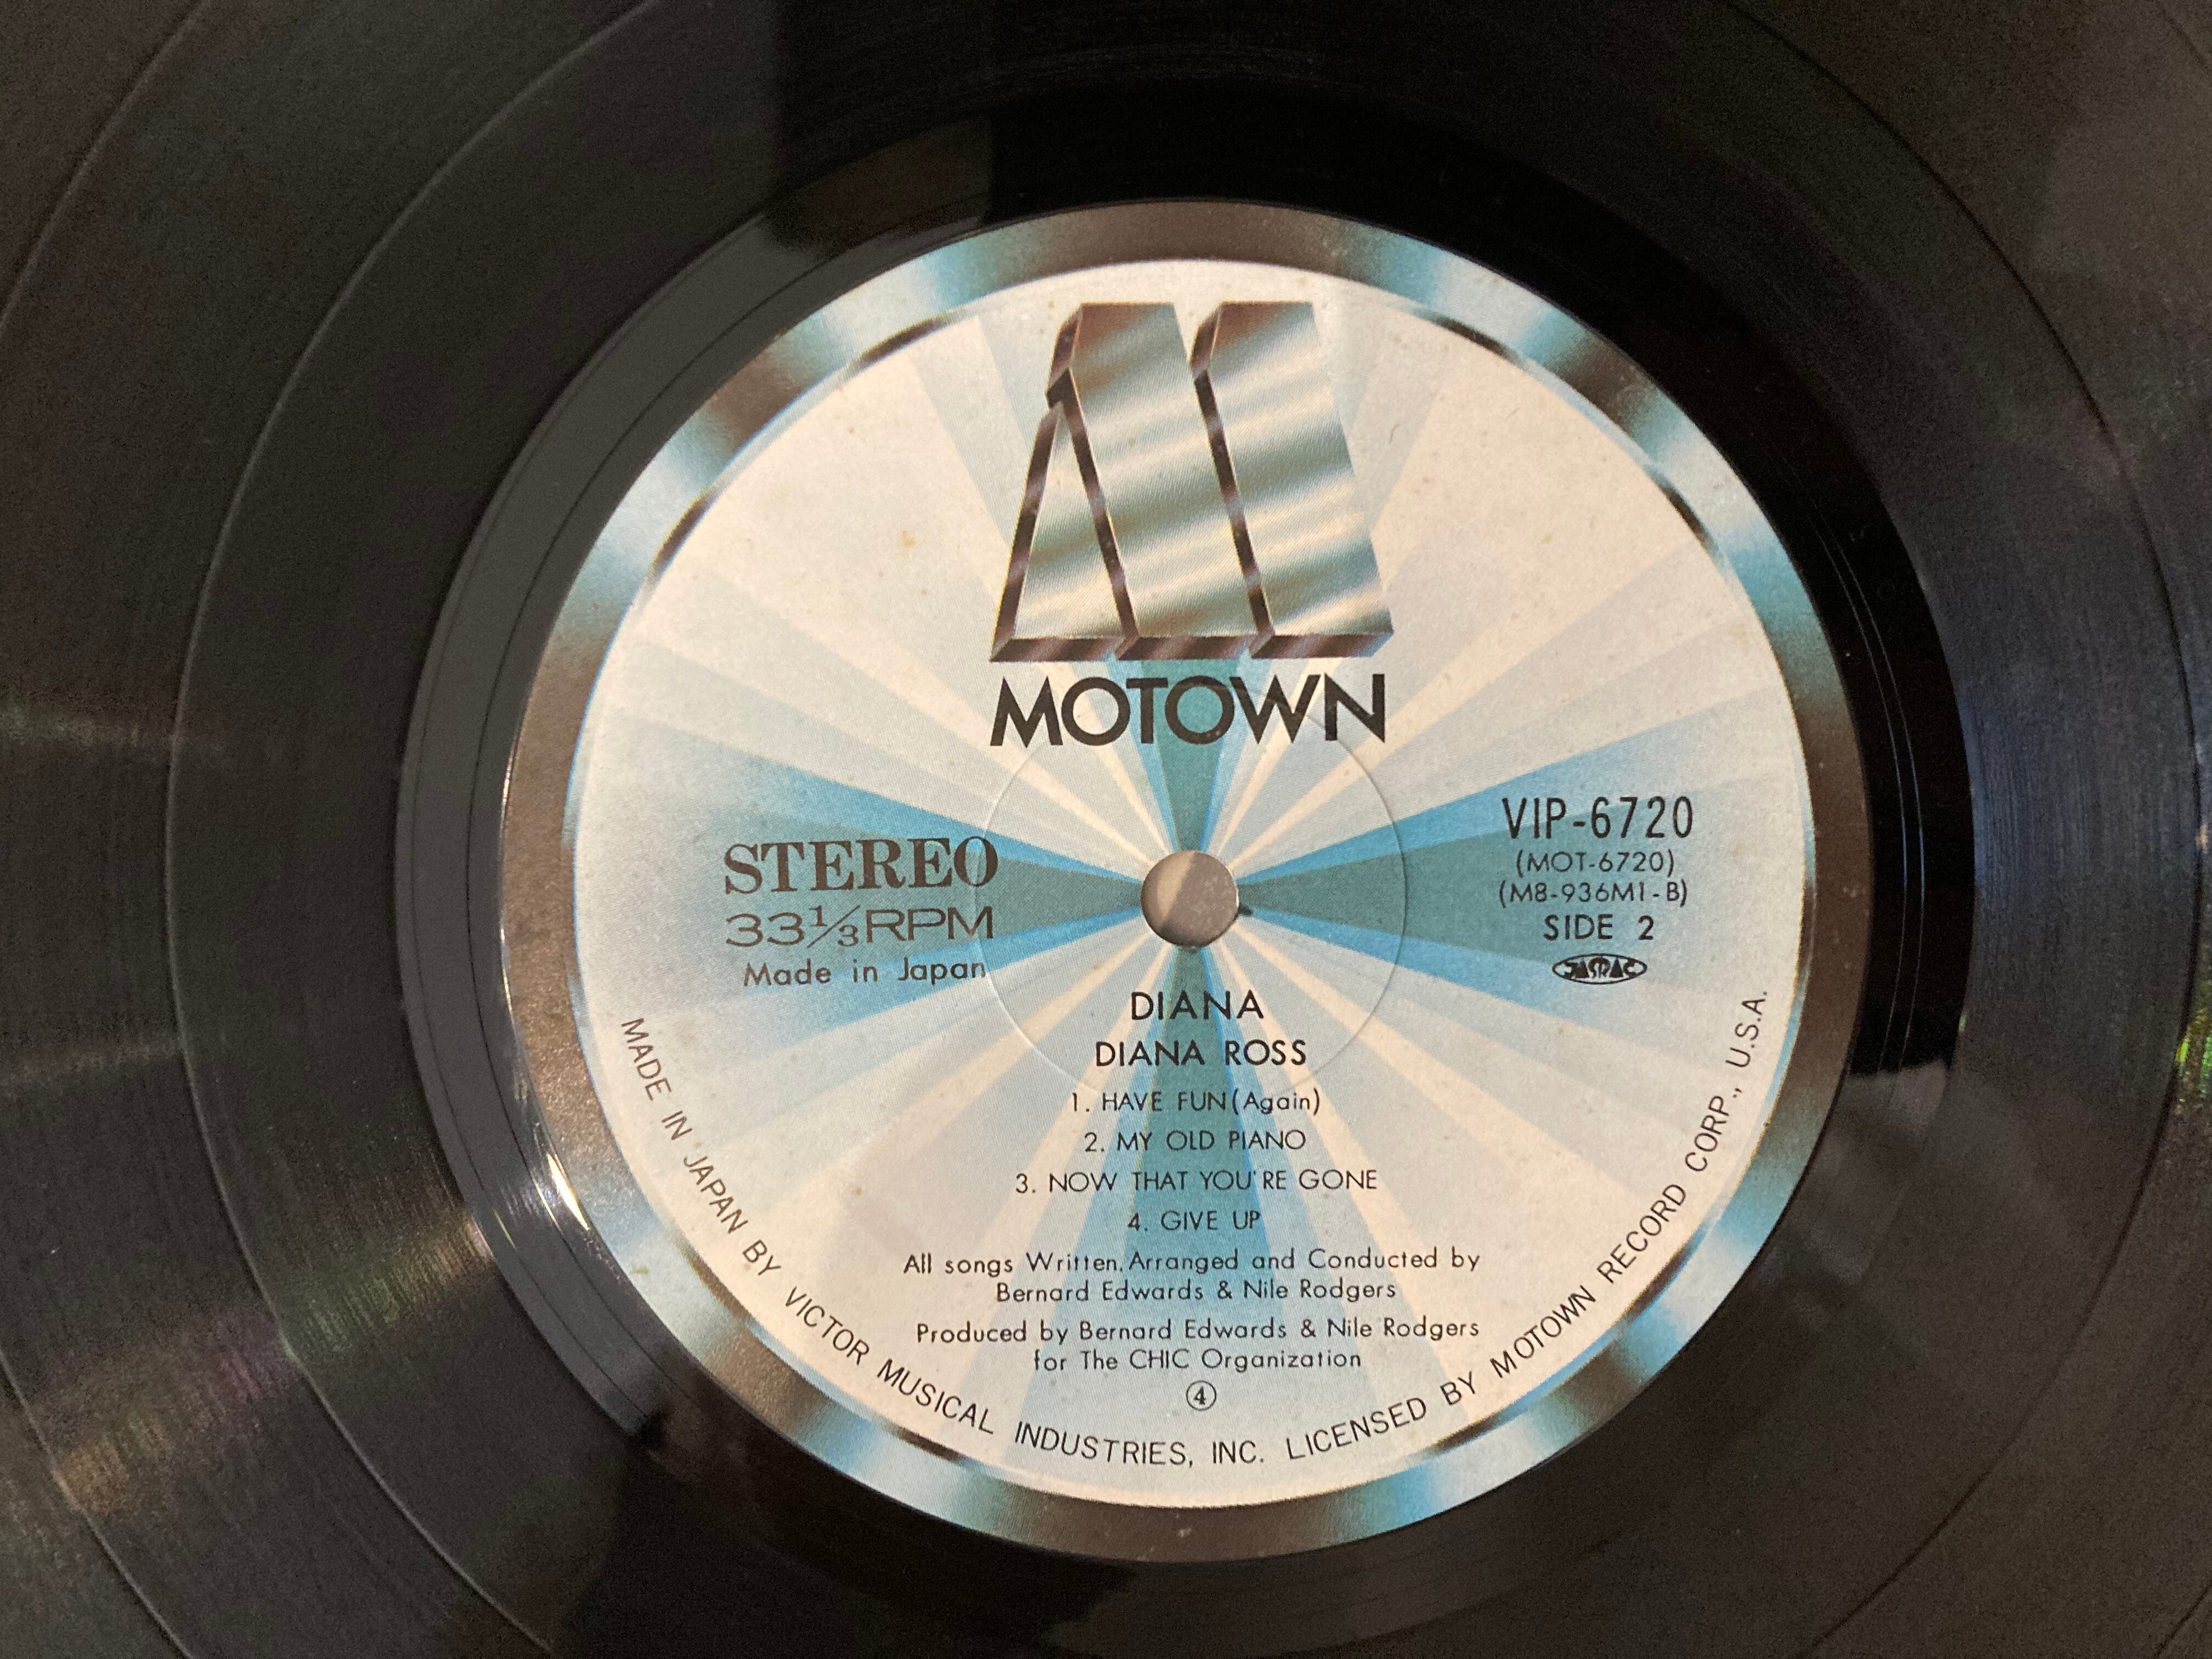 MOTOWN
STEREO
33⅓RPM
Made in Japan
VIP-6720
(MOT-6720)
(M8-936M1-B)
SIDE 2
JASRAC
DIANA
DIANA ROSS
1. HAVE FUN(Again)
2. MY OLD PIANO
3. NOW THAT YOU'RE GONE
4. GIVE UP
All songs Written, Arranged and Conducted by
Bernard Edwards & Nile Rodgers
Produced by Bernard Edwards & Nile Rodgers
for The CHIC Organization
④
MADE IN JAPAN BY VICTOR MUSICAL INDUSTRIES, INC. LICENSED BY MOTOWN RECORD CORP., U.S.A.